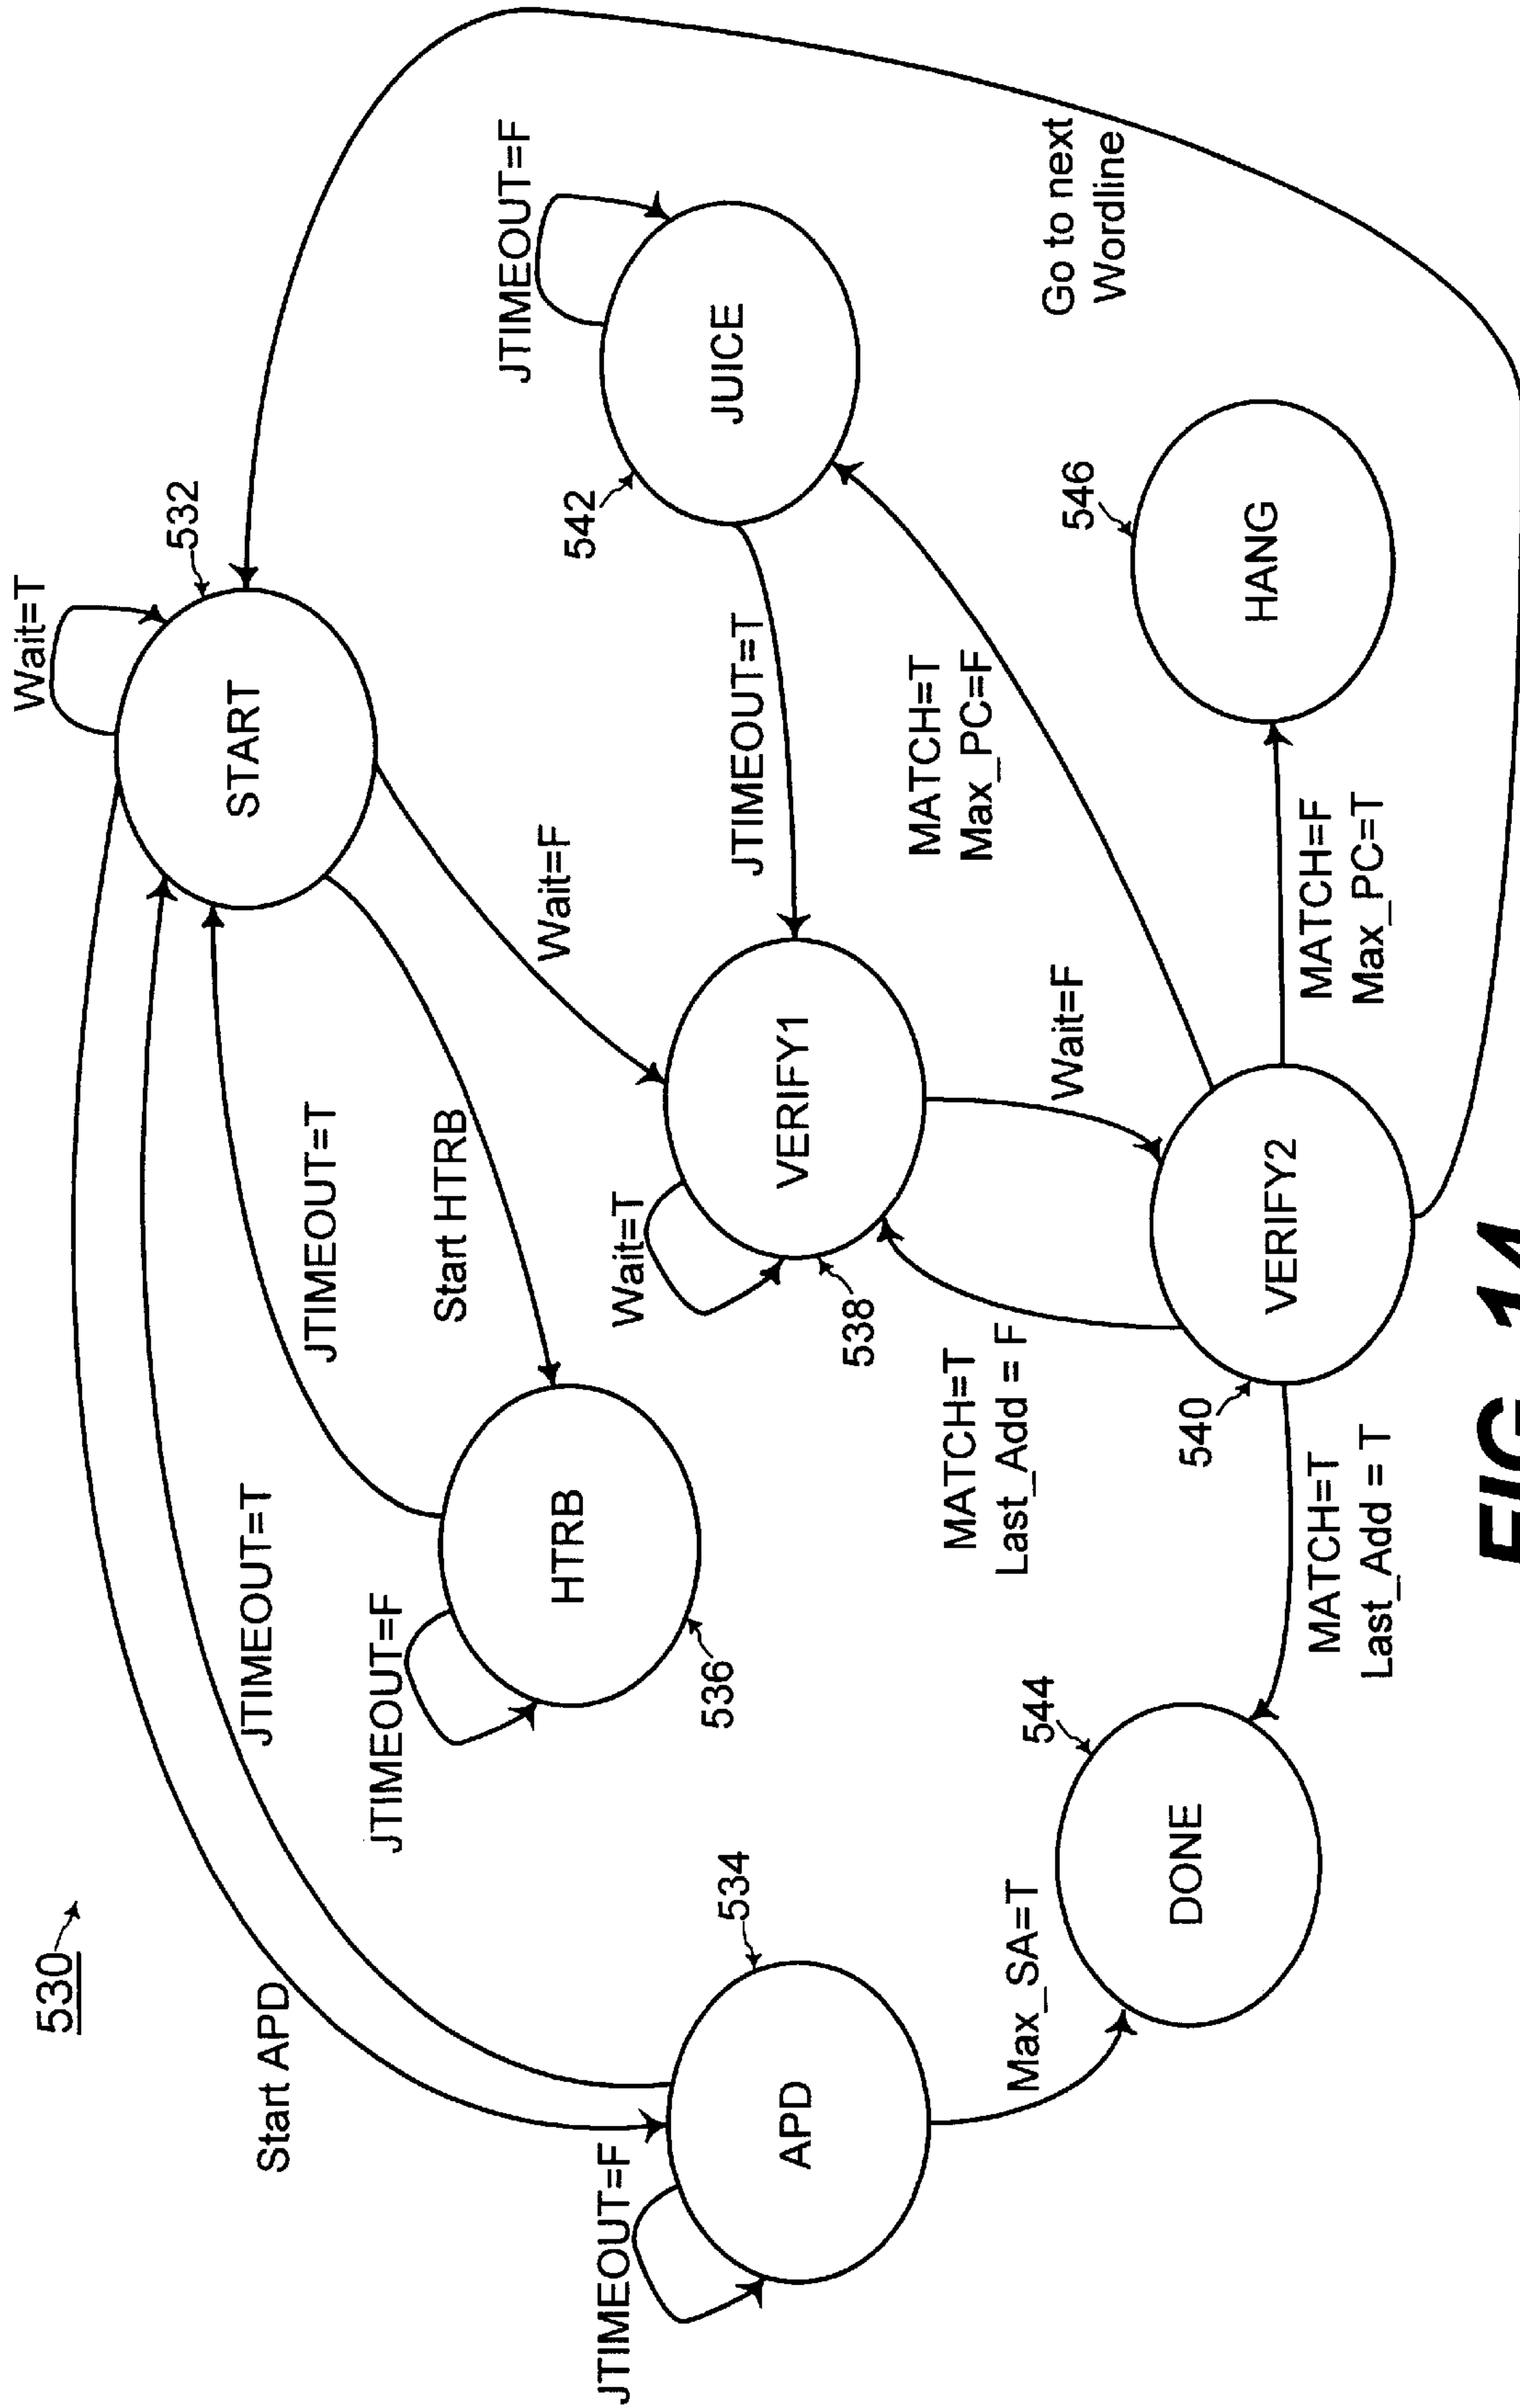 530
Wait=T
START
532
Start APD
JTIMEOUT=T
JTIMEOUT=T
Start HTRB
Wait=F
JTIMEOUT=F
HTRB
536
JTIMEOUT=F
JUICE
542
JTIMEOUT=T
JTIMEOUT=F
APD
534
Wait=T
VERIFY1
538
MATCH=T
Max_PC=F
Go to next
Wordline
Wait=F
MATCH=T
Last_Add = F
Max_SA=T
DONE
544
VERIFY2
540
HANG
546
MATCH=T
Last_Add = T
MATCH=F
Max_PC=T
FIG. 14